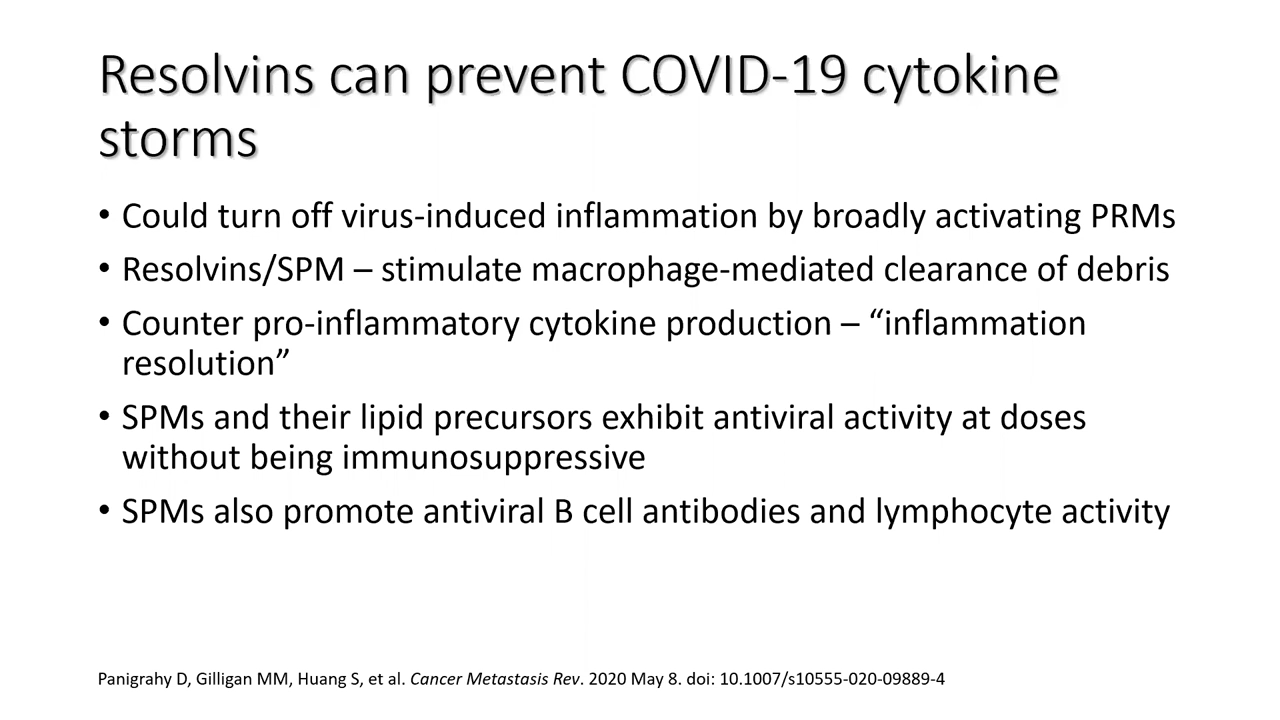 Resolvins can prevent COVID-19 cytokine
storms
• Could turn off virus-induced inflammation by broadly activating PRMs
• Resolvins/SPM – stimulate macrophage-mediated clearance of debris
• Counter pro-inflammatory cytokine production – “inflammation
resolution”
• SPMs and their lipid precursors exhibit antiviral activity at doses
without being immunosuppressive
• SPMs also promote antiviral B cell antibodies and lymphocyte activity
Panigrahy D, Gilligan MM, Huang S, et al. Cancer Metastasis Rev. 2020 May 8. doi: 10.1007/s10555-020-09889-4